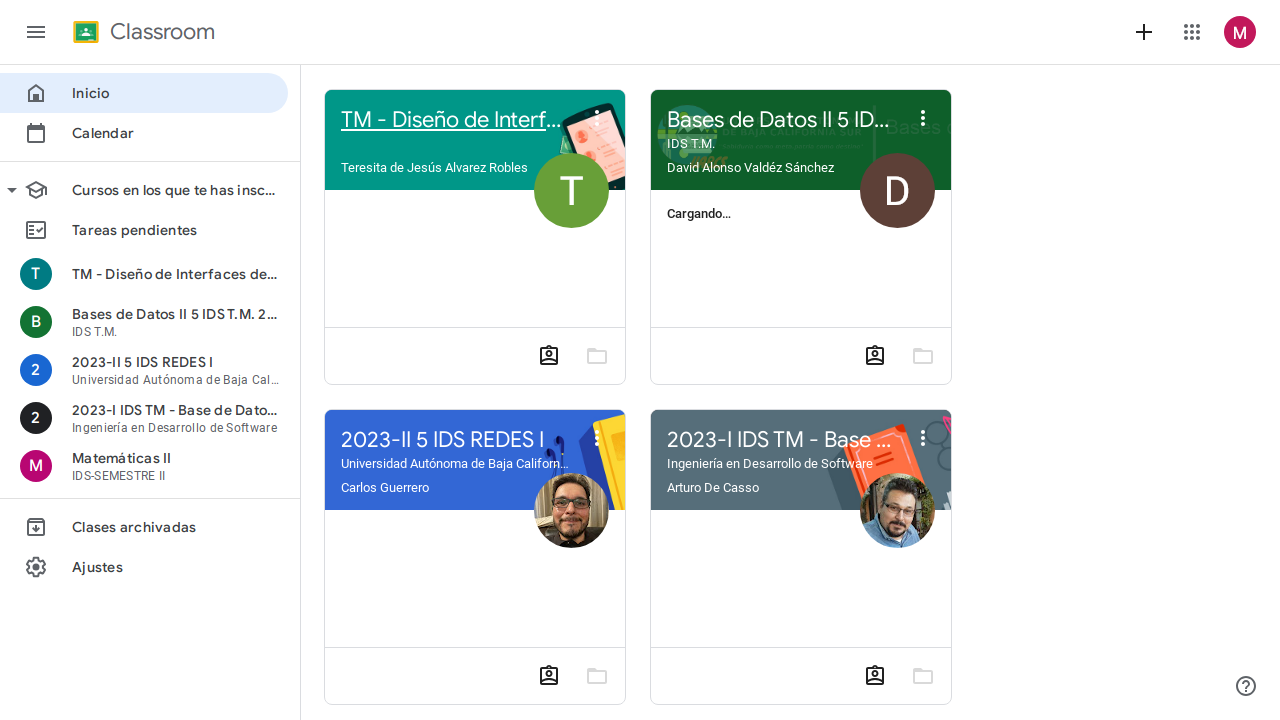 Classroom
M
Inicio
Calendar
Cursos en los que te has insc...
Tareas pendientes
T
TM - Diseño de Interfaces de...
B
Bases de Datos II 5 IDS T.M. 2...
IDS T.M.
2
2023-II 5 IDS REDES I
Universidad Autónoma de Baja Cal...
2
2023-I IDS TM - Base de Dato...
Ingeniería en Desarrollo de Software
M
Matemáticas II
IDS-SEMESTRE II
Clases archivadas
Ajustes
TM - Diseño de Interf...
Teresita de Jesús Alvarez Robles
T
Bases de Datos II 5 ID...
IDS T.M.
David Alonso Valdéz Sánchez
D
Cargando...
2023-II 5 IDS REDES I
Universidad Autónoma de Baja Californ...
Carlos Guerrero
2023-I IDS TM - Base ...
Ingeniería en Desarrollo de Software
Arturo De Casso